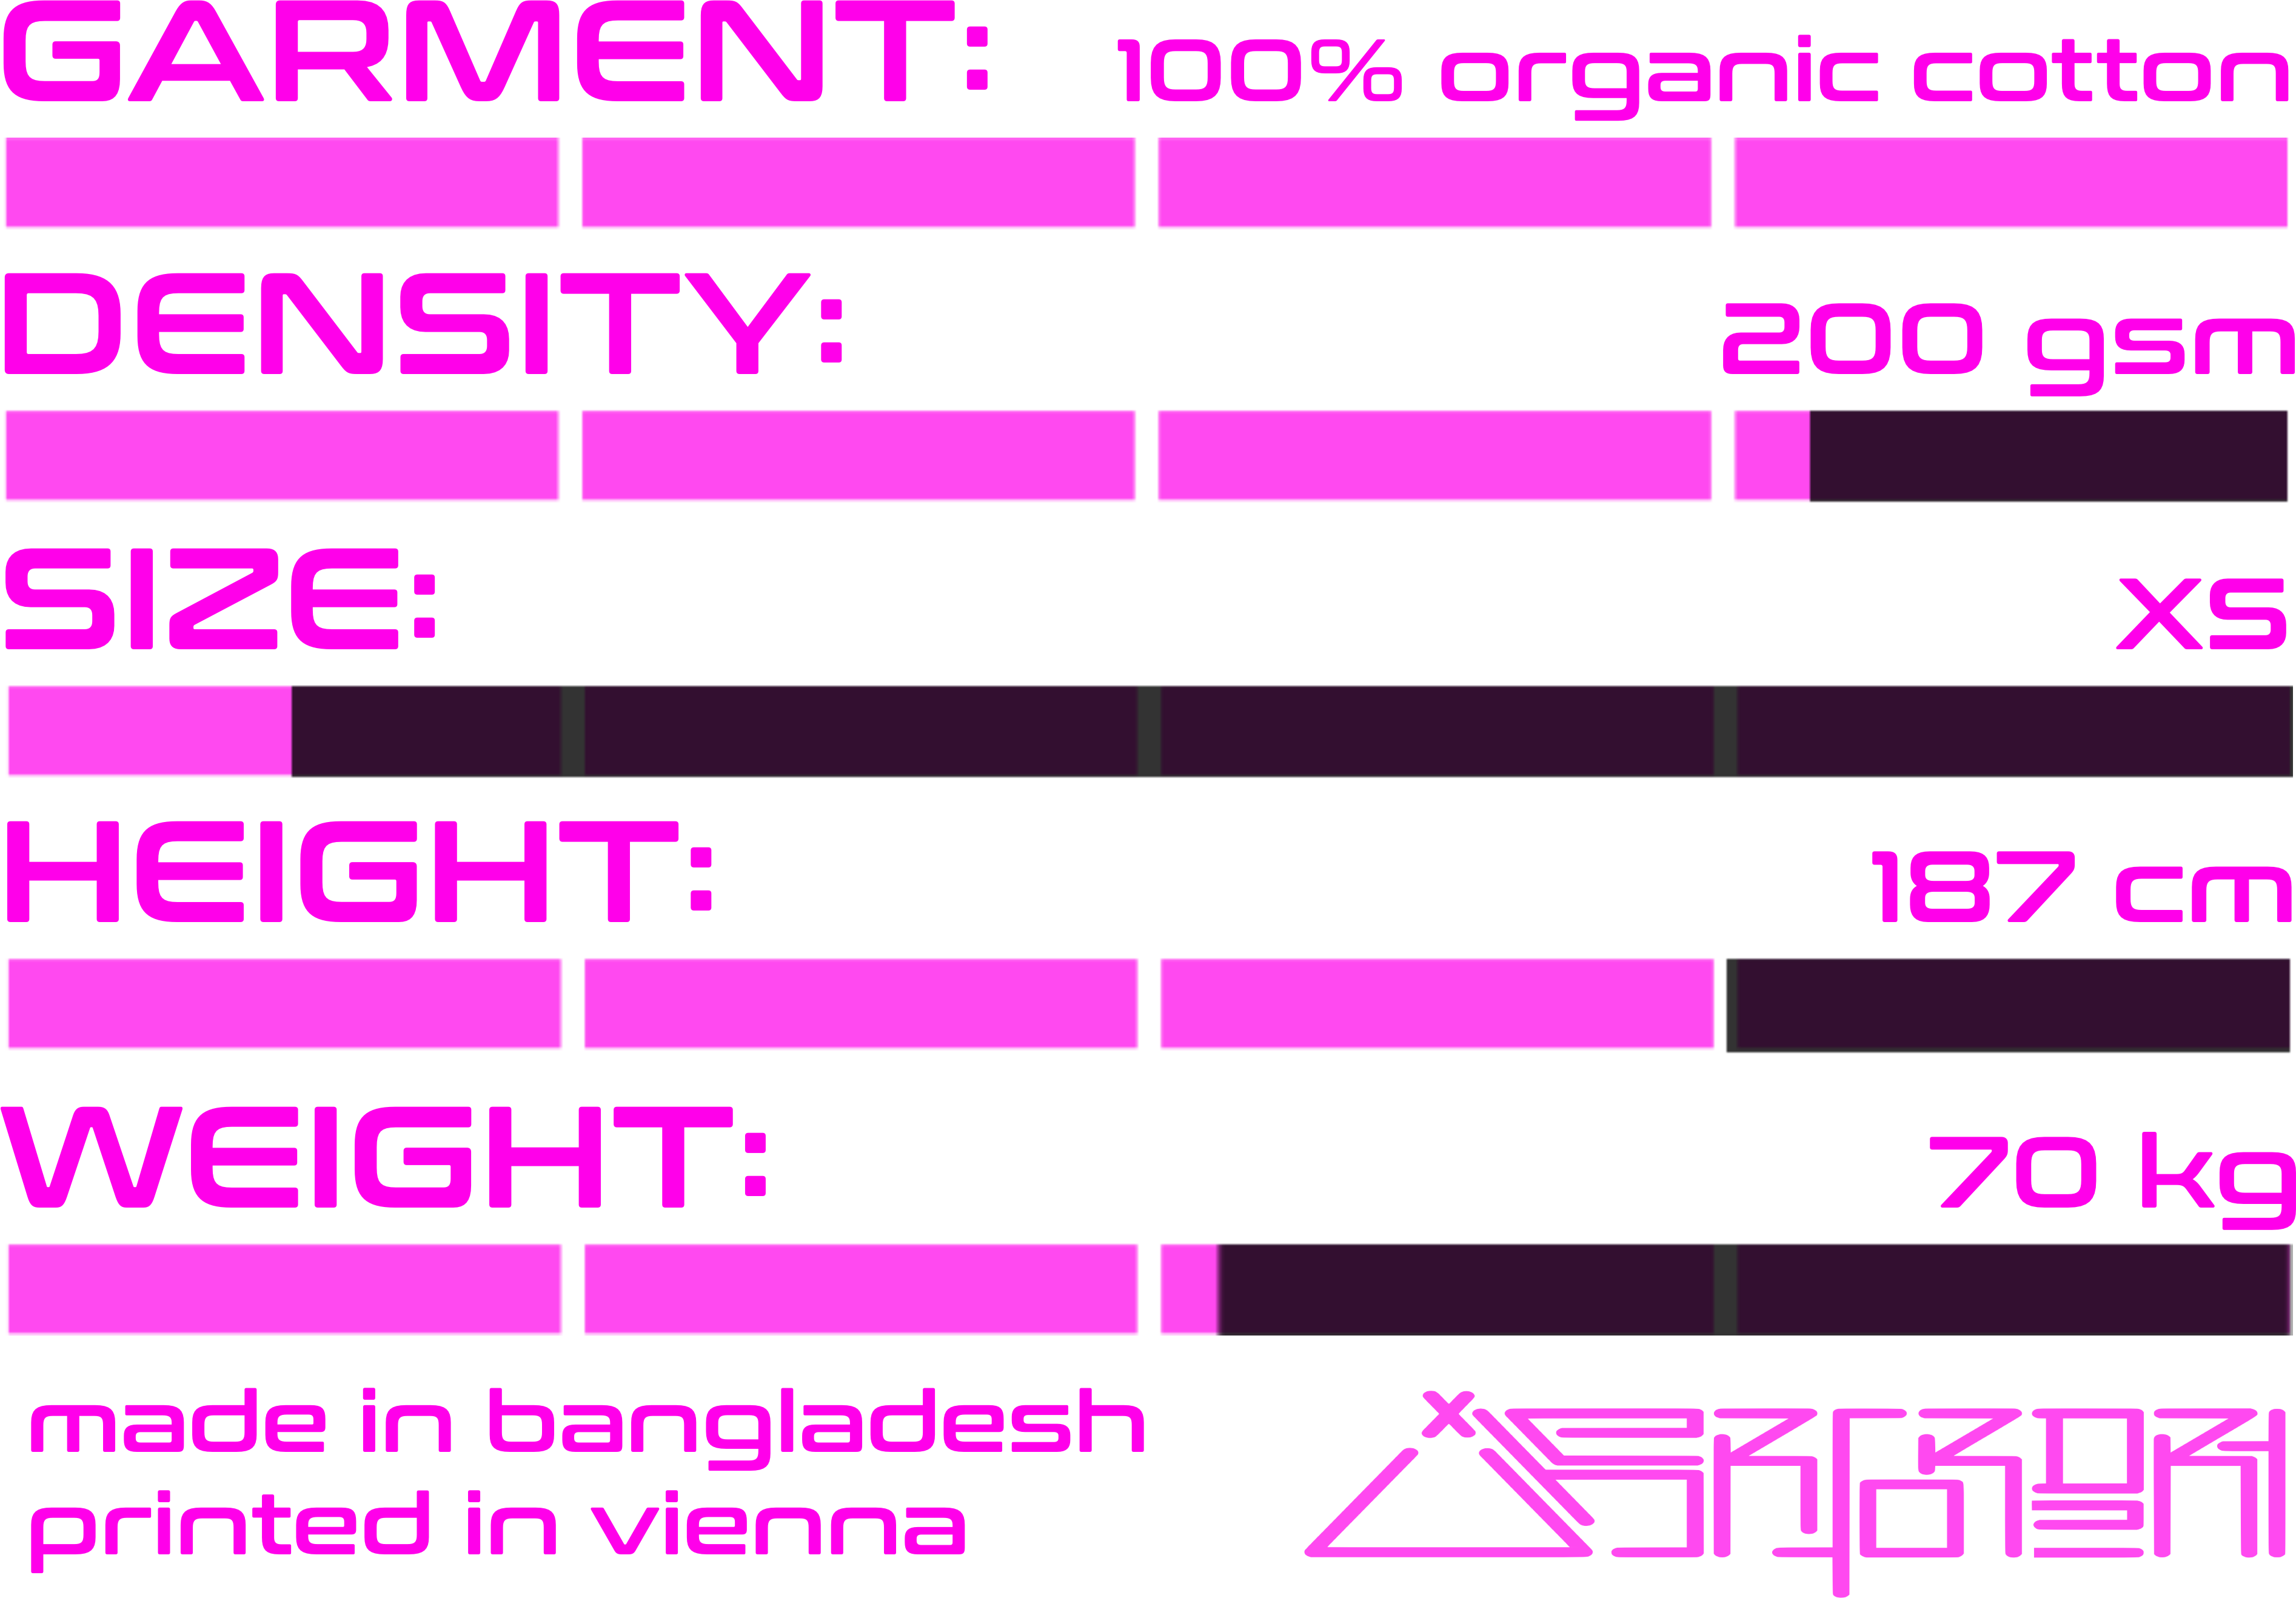 GARMENT: 100% organic cotton
DENSITY: 200 gsm
SIZE: XS
HEIGHT: 187 cm
WEIGHT: 70 kg
made in bangladesh
printed in vienna